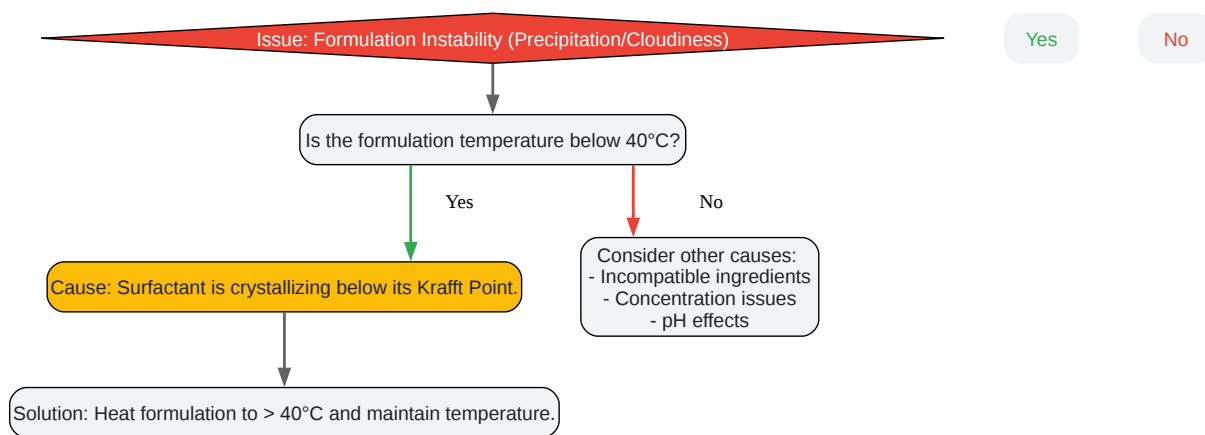 Issue: Formulation Instability (Precipitation/Cloudiness)
Yes
No
Is the formulation temperature below 40°C?
Yes
No
Consider other causes:
- Incompatible ingredients
- Concentration issues
- pH effects
Cause: Surfactant is crystallizing below its Krafft Point.
Solution: Heat formulation to > 40°C and maintain temperature.